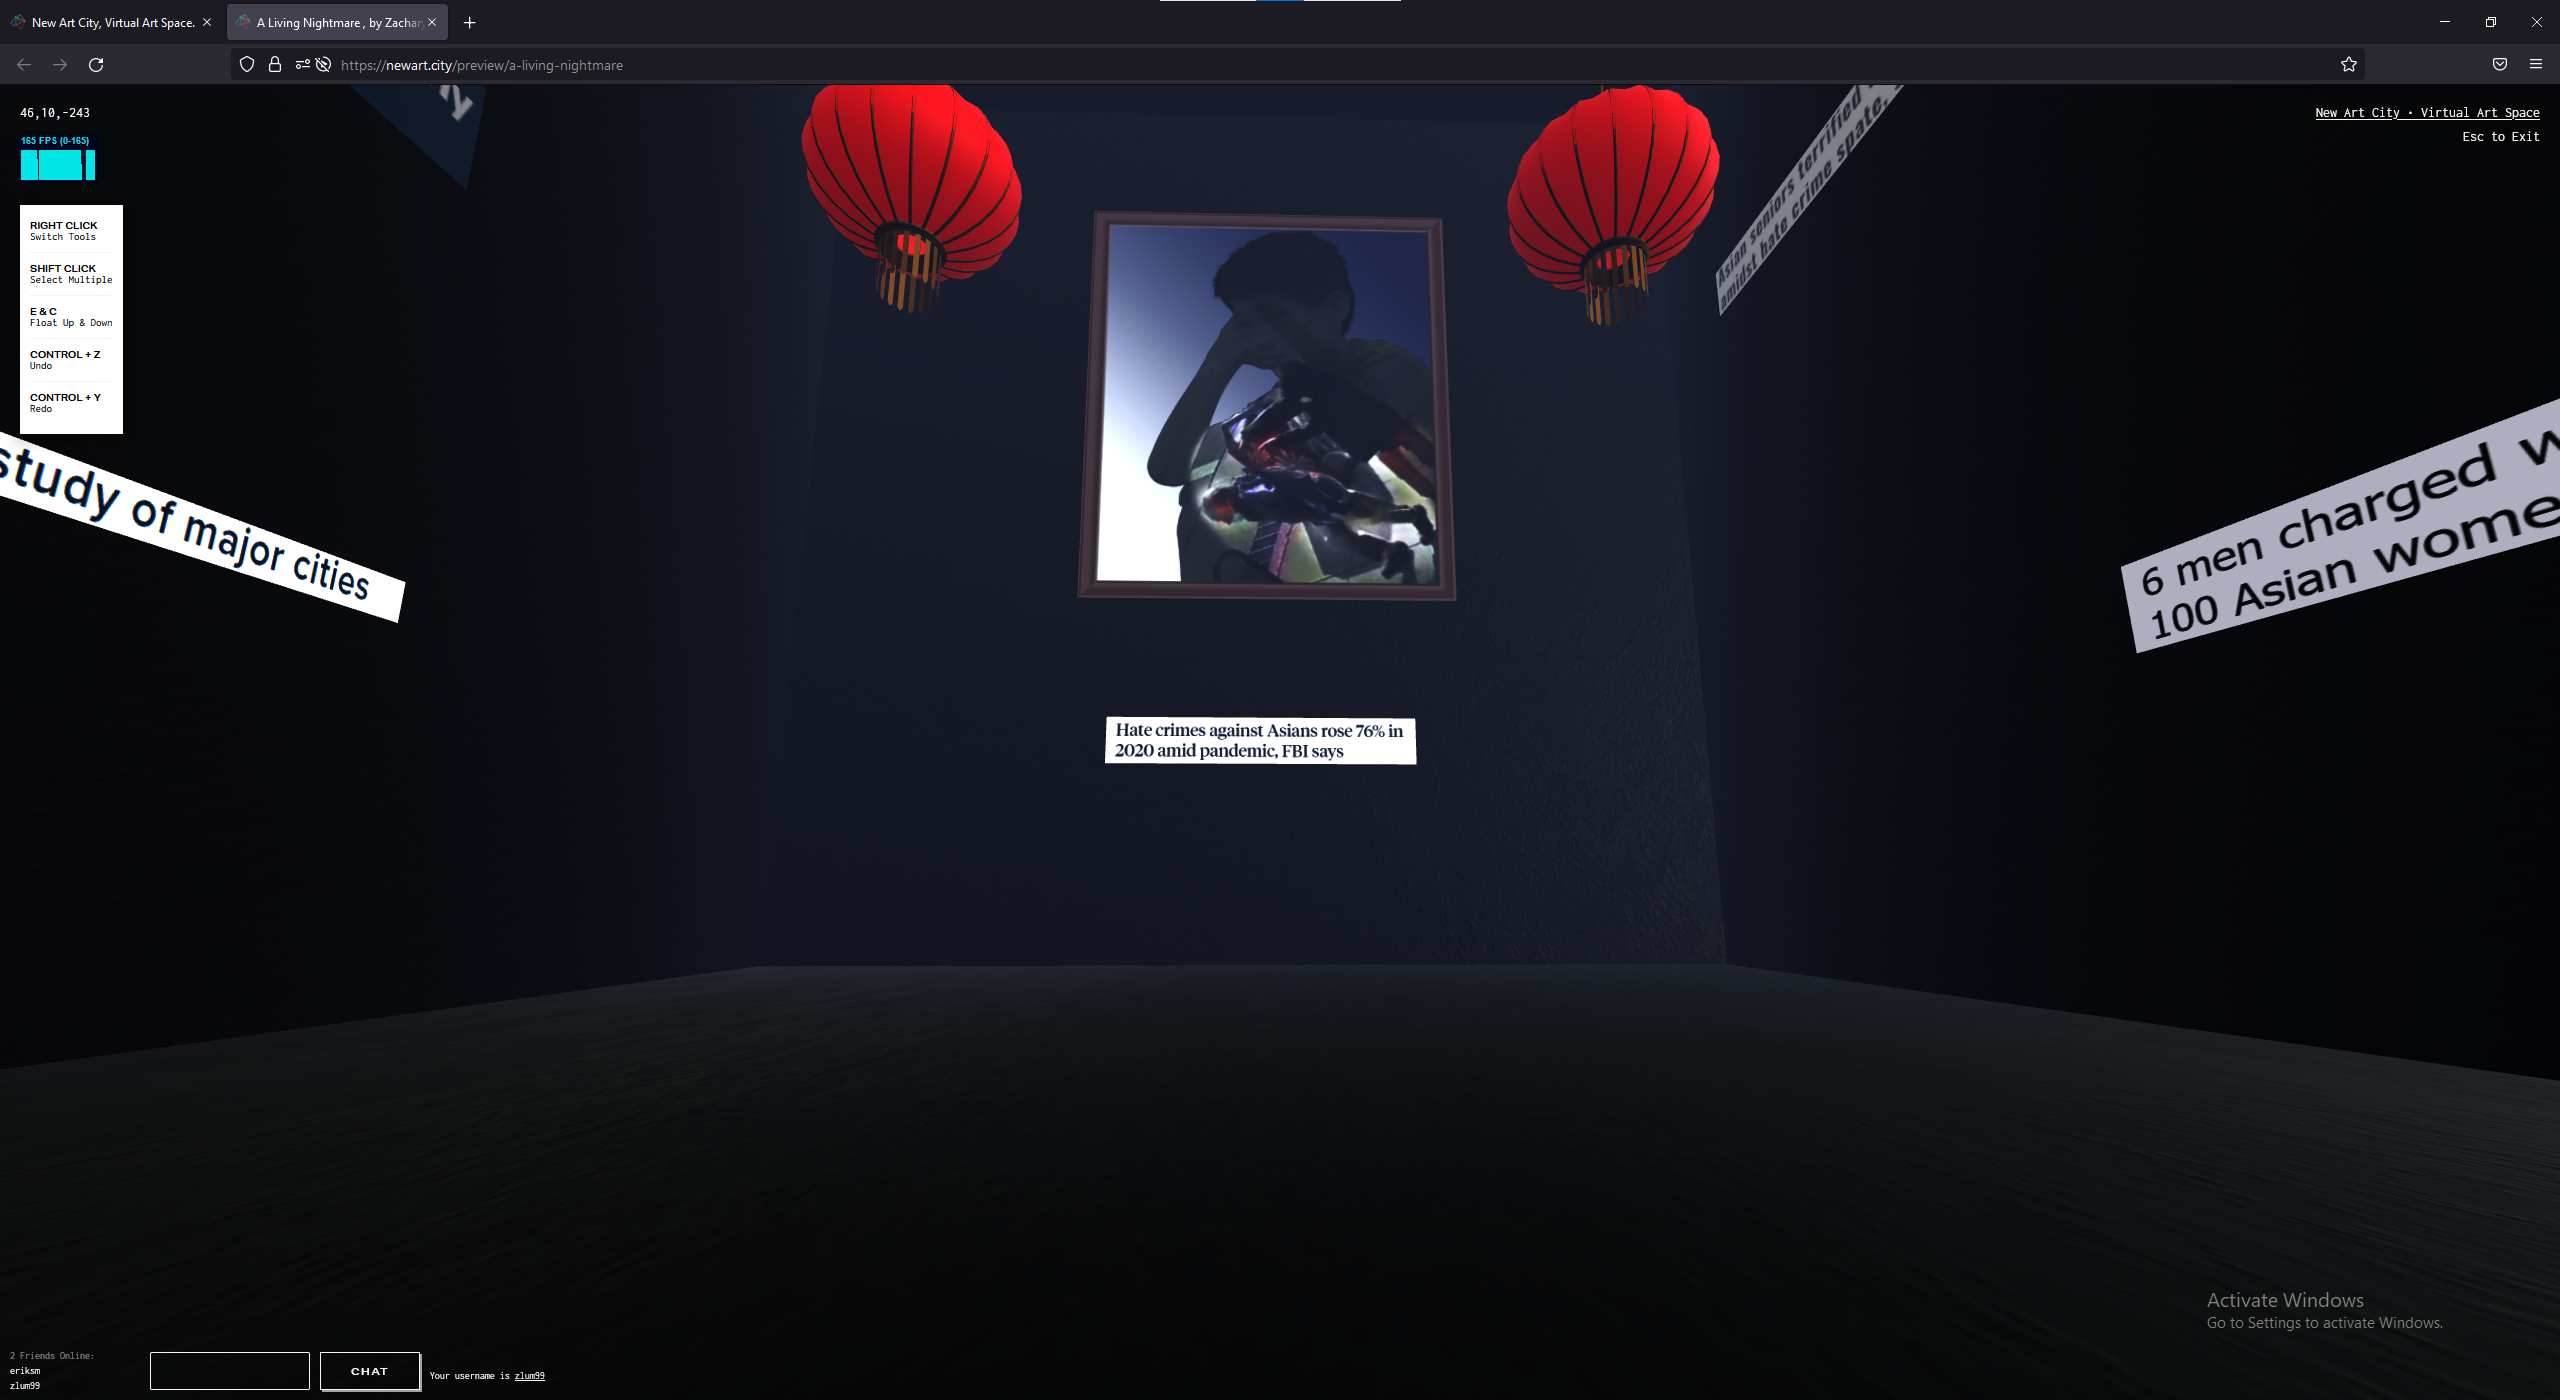 New Art City, Virtual Art Space.
A Living Nightmare, by Zachar
https://newart.city/preview/a-living-nightmare
46,10,-243
165 FPS (0-165)
New Art City • Virtual Art Space
Esc to Exit
RIGHT CLICK
Switch Tools
SHIFT CLICK
Select Multiple
E & C
Float Up & Down
CONTROL + Z
Undo
CONTROL + Y
Redo
y
Asian seniors terrified
amidst hate crime spate.
study of major cities
6 men charged w
100 Asian wome
Hate crimes against Asians rose 76% in
2020 amid pandemic, FBI says
Activate Windows
Go to Settings to activate Windows.
2 Friends Online:
eriksm
zlum99
CHAT
Your username is zlum99